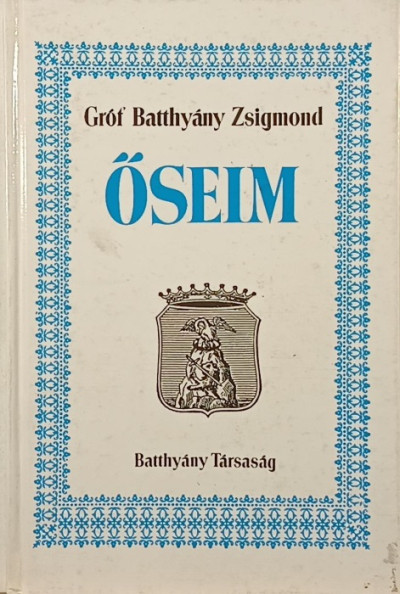 Gróf Batthyány Zsigmond
ŐSEIM
Batthyány Társaság